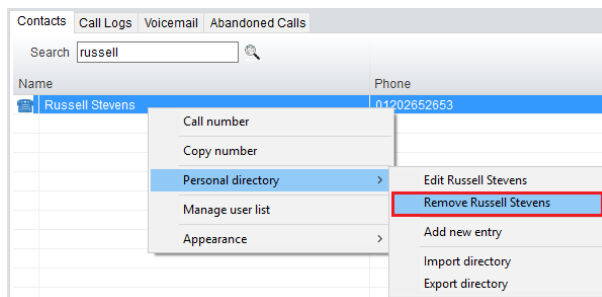 Contacts Call Logs Voicemail Abandoned Calls
Search russell
Name Phone
Russell Stevens 01202652653
Call number
Copy number
Personal directory
Manage user list
Appearance
Edit Russell Stevens
Remove Russell Stevens
Add new entry
Import directory
Export directory